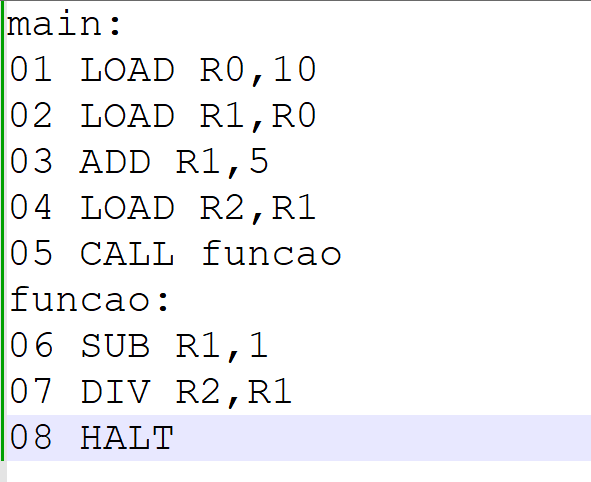 main:
01 LOAD R0,10
02 LOAD R1,R0
03 ADD R1,5
04 LOAD R2,R1
05 CALL funcao
funcao:
06 SUB R1,1
07 DIV R2,R1
08 HALT